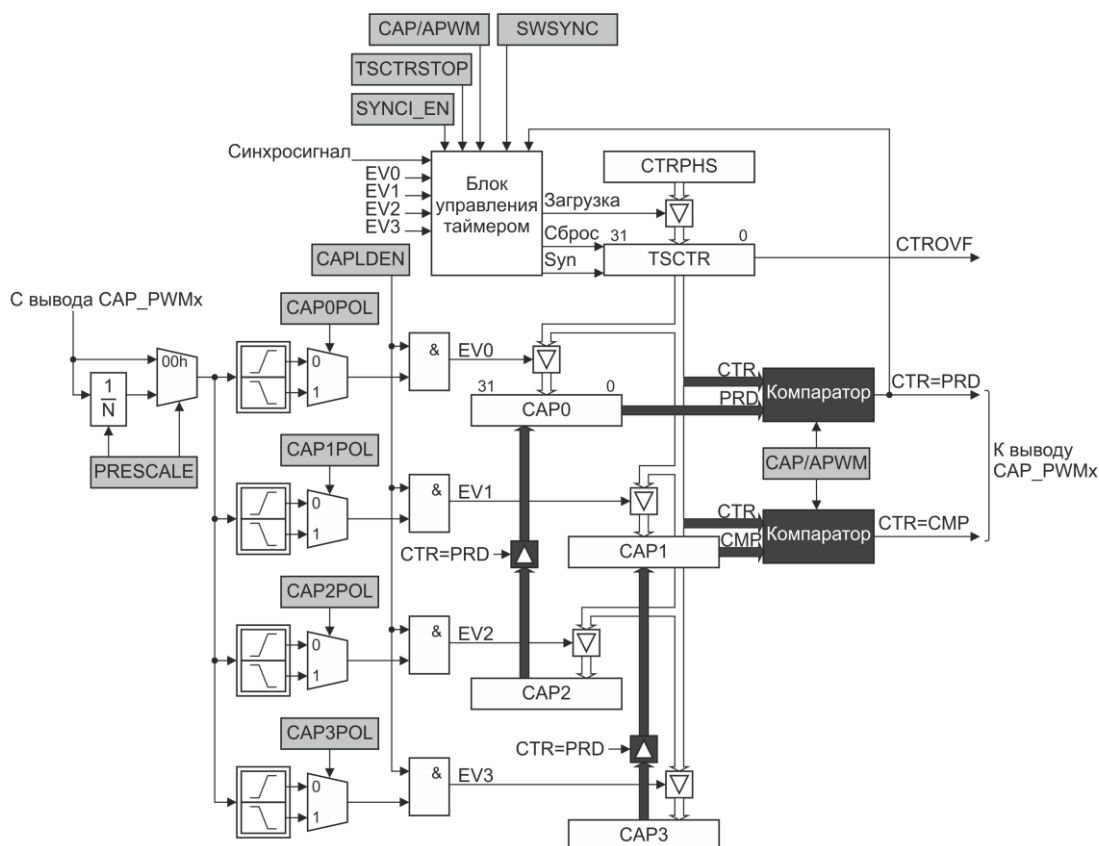 CAP/APWM
SWSYNC
TSCTRSTOP
SYNCI_EN
Синхросигнал
EV0
EV1
EV2
EV3
Блок
управления
таймером
Загрузка
Сброс
Syn
CTRPHS
31
0
TSCTR
CTROVF
CAPLDEN
С вывода CAP_PWMx
00h
1
N
PRESCALE
CAP0POL
0
1
&
EV0
31
0
CAP0
CTR
PRD
Компаратор
CTR=PRD
CAP/APWM
К выводу
CAP_PWMx
CAP1POL
0
1
&
EV1
CTR
CMP
Компаратор
CTR=CMP
CAP1
CTR=PRD
CAP2POL
0
1
&
EV2
CAP2
CAP3POL
0
1
&
EV3
CTR=PRD
CAP3